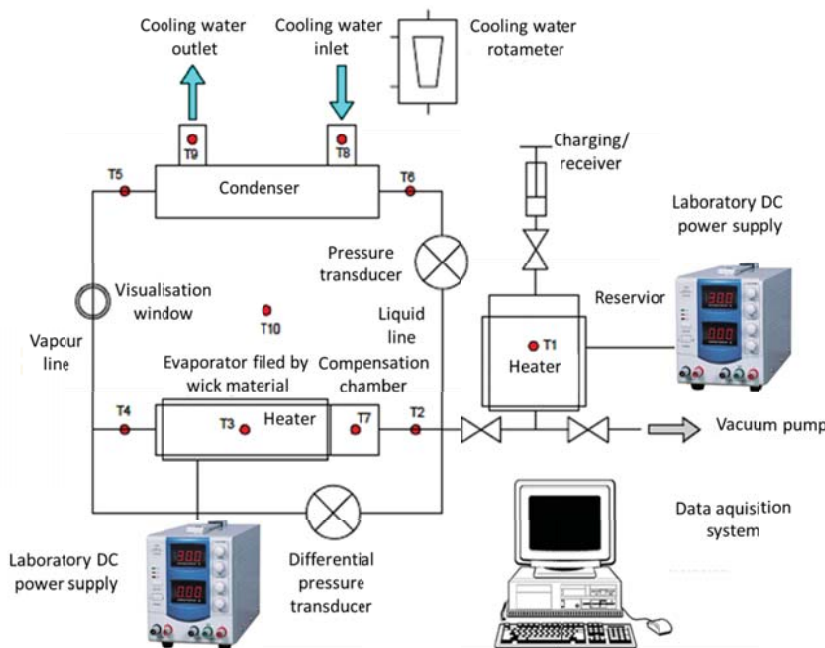 Cooling water
outlet
Cooling water
inlet
Cooling water
rotameter
T9
T8
Charging/
receiver
T5
Condenser
T6
Laboratory DC
power supply
Pressure
transducer
Visualisation
window
T10
Liquid
line
Reservior
Vapour
line
T1
Heater
Evaporator filed by
wick material
Compensation
chamber
T4
T3
Heater
T7
T2
Vacuum pump
Data aquisition
system
Laboratory DC
power supply
Differential
pressure
transducer